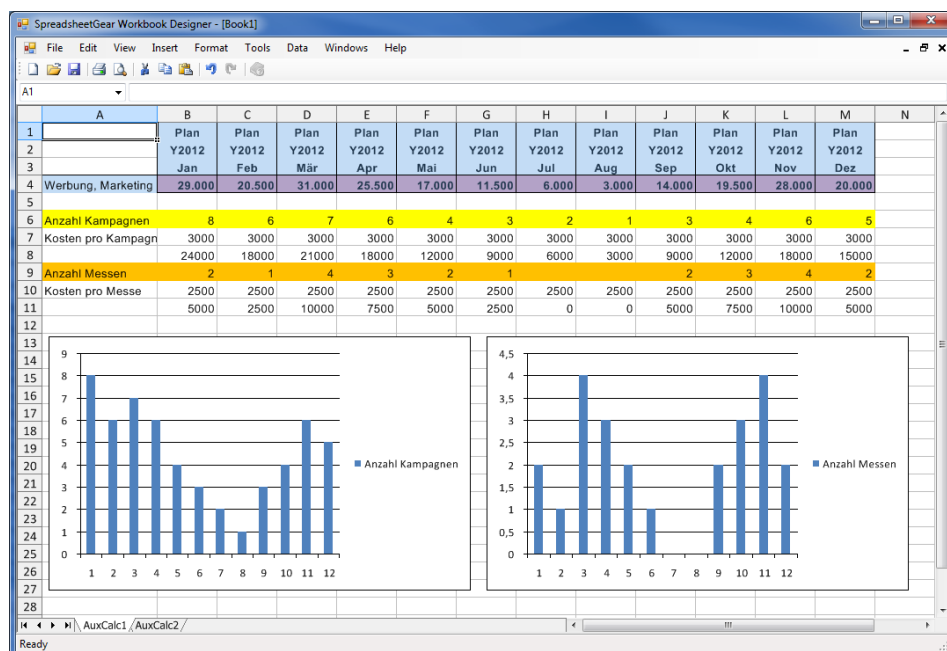 SpreadsheetGear Workbook Designer - [Book1]
File Edit View Insert Format Tools Data Windows Help
A1
A B C D E F G H I J K L M N
1 Plan Plan Plan Plan Plan Plan Plan Plan Plan Plan Plan Plan
2 Y2012 Y2012 Y2012 Y2012 Y2012 Y2012 Y2012 Y2012 Y2012 Y2012 Y2012 Y2012
3 Jan Feb Mär Apr Mai Jun Jul Aug Sep Okt Nov Dez
4 Werbung, Marketing 29.000 20.500 31.000 25.500 17.000 11.500 6.000 3.000 14.000 19.500 28.000 20.000
5
6 Anzahl Kampagnen 8 6 7 6 4 3 2 1 3 4 6 5
7 Kosten pro Kampagn 3000 3000 3000 3000 3000 3000 3000 3000 3000 3000 3000 3000
8 24000 18000 21000 18000 12000 9000 6000 3000 9000 12000 18000 15000
9 Anzahl Messen 2 1 4 3 2 1 2 3 4 2
10 Kosten pro Messe 2500 2500 2500 2500 2500 2500 2500 2500 2500 2500 2500 2500
11 5000 2500 10000 7500 5000 2500 0 0 5000 7500 10000 5000
12
13
14
15
16
17
18
19
20
21
22
23
24
25
26
27
28
9
8
7
6
5
4
3
2
1
0
1 2 3 4 5 6 7 8 9 10 11 12
Anzahl Kampagnen
4,5
4
3,5
3
2,5
2
1,5
1
0,5
0
1 2 3 4 5 6 7 8 9 10 11 12
Anzahl Messen
AuxCalc1 AuxCalc2
Ready